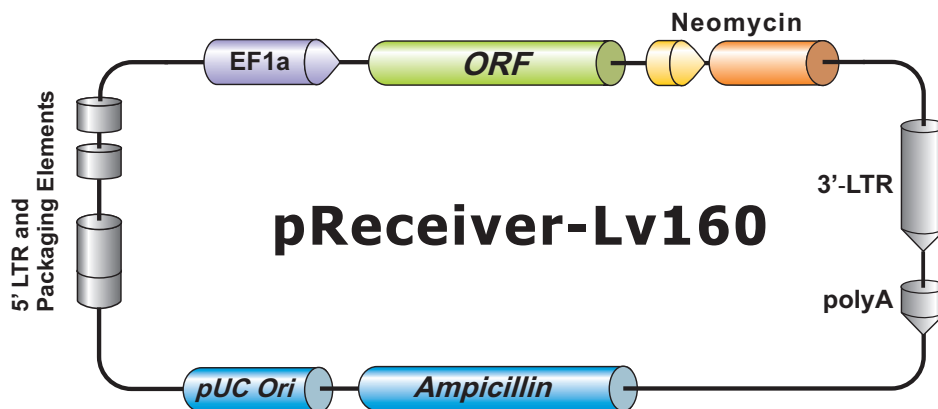 Neomycin
EF1a
ORF
5' LTR and
Packaging Elements
3'-LTR
pReceiver-Lv160
polyA
pUC Ori
Ampicillin